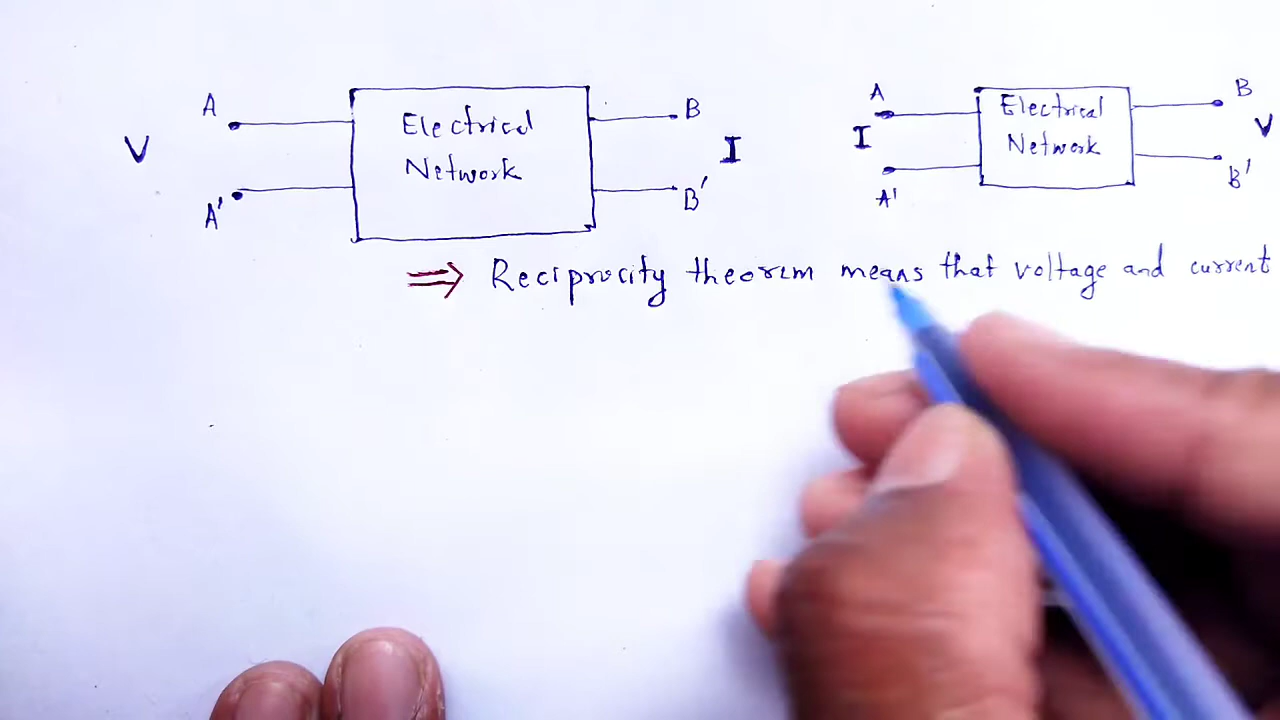 A
V
A'
Electrical
Network
B
I
B'
A
I
A'
Electrical
Network
B
V
B'
⇒ Reciprocity theorem means that voltage and current